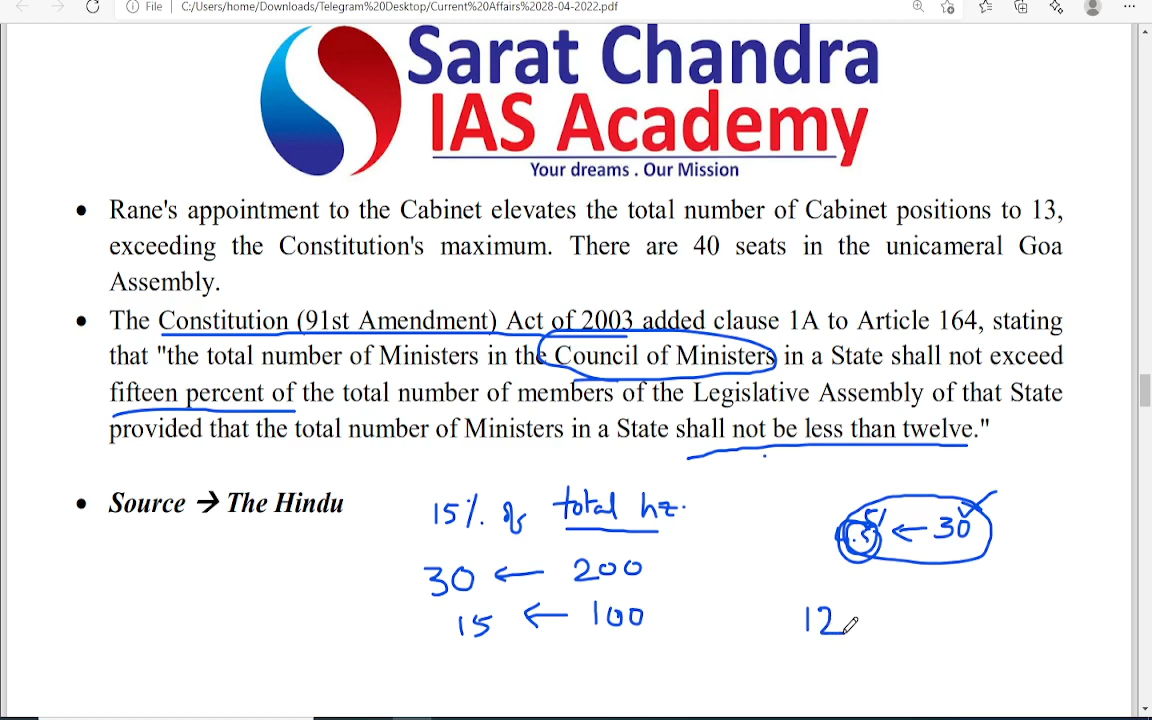 File
C:/Users/home/Downloads/Telegram%20Desktop/Current%20Affairs%2028-04-2022.pdf
Sarat Chandra
IAS Academy
Your dreams . Our Mission
• Rane's appointment to the Cabinet elevates the total number of Cabinet positions to 13,
exceeding the Constitution's maximum. There are 40 seats in the unicameral Goa
Assembly.
• The Constitution (91st Amendment) Act of 2003 added clause 1A to Article 164, stating
that "the total number of Ministers in the Council of Ministers in a State shall not exceed
fifteen percent of the total number of members of the Legislative Assembly of that State
provided that the total number of Ministers in a State shall not be less than twelve."
• Source → The Hindu
15%. of total
← 30
30 ← 200
15 ← 100
12